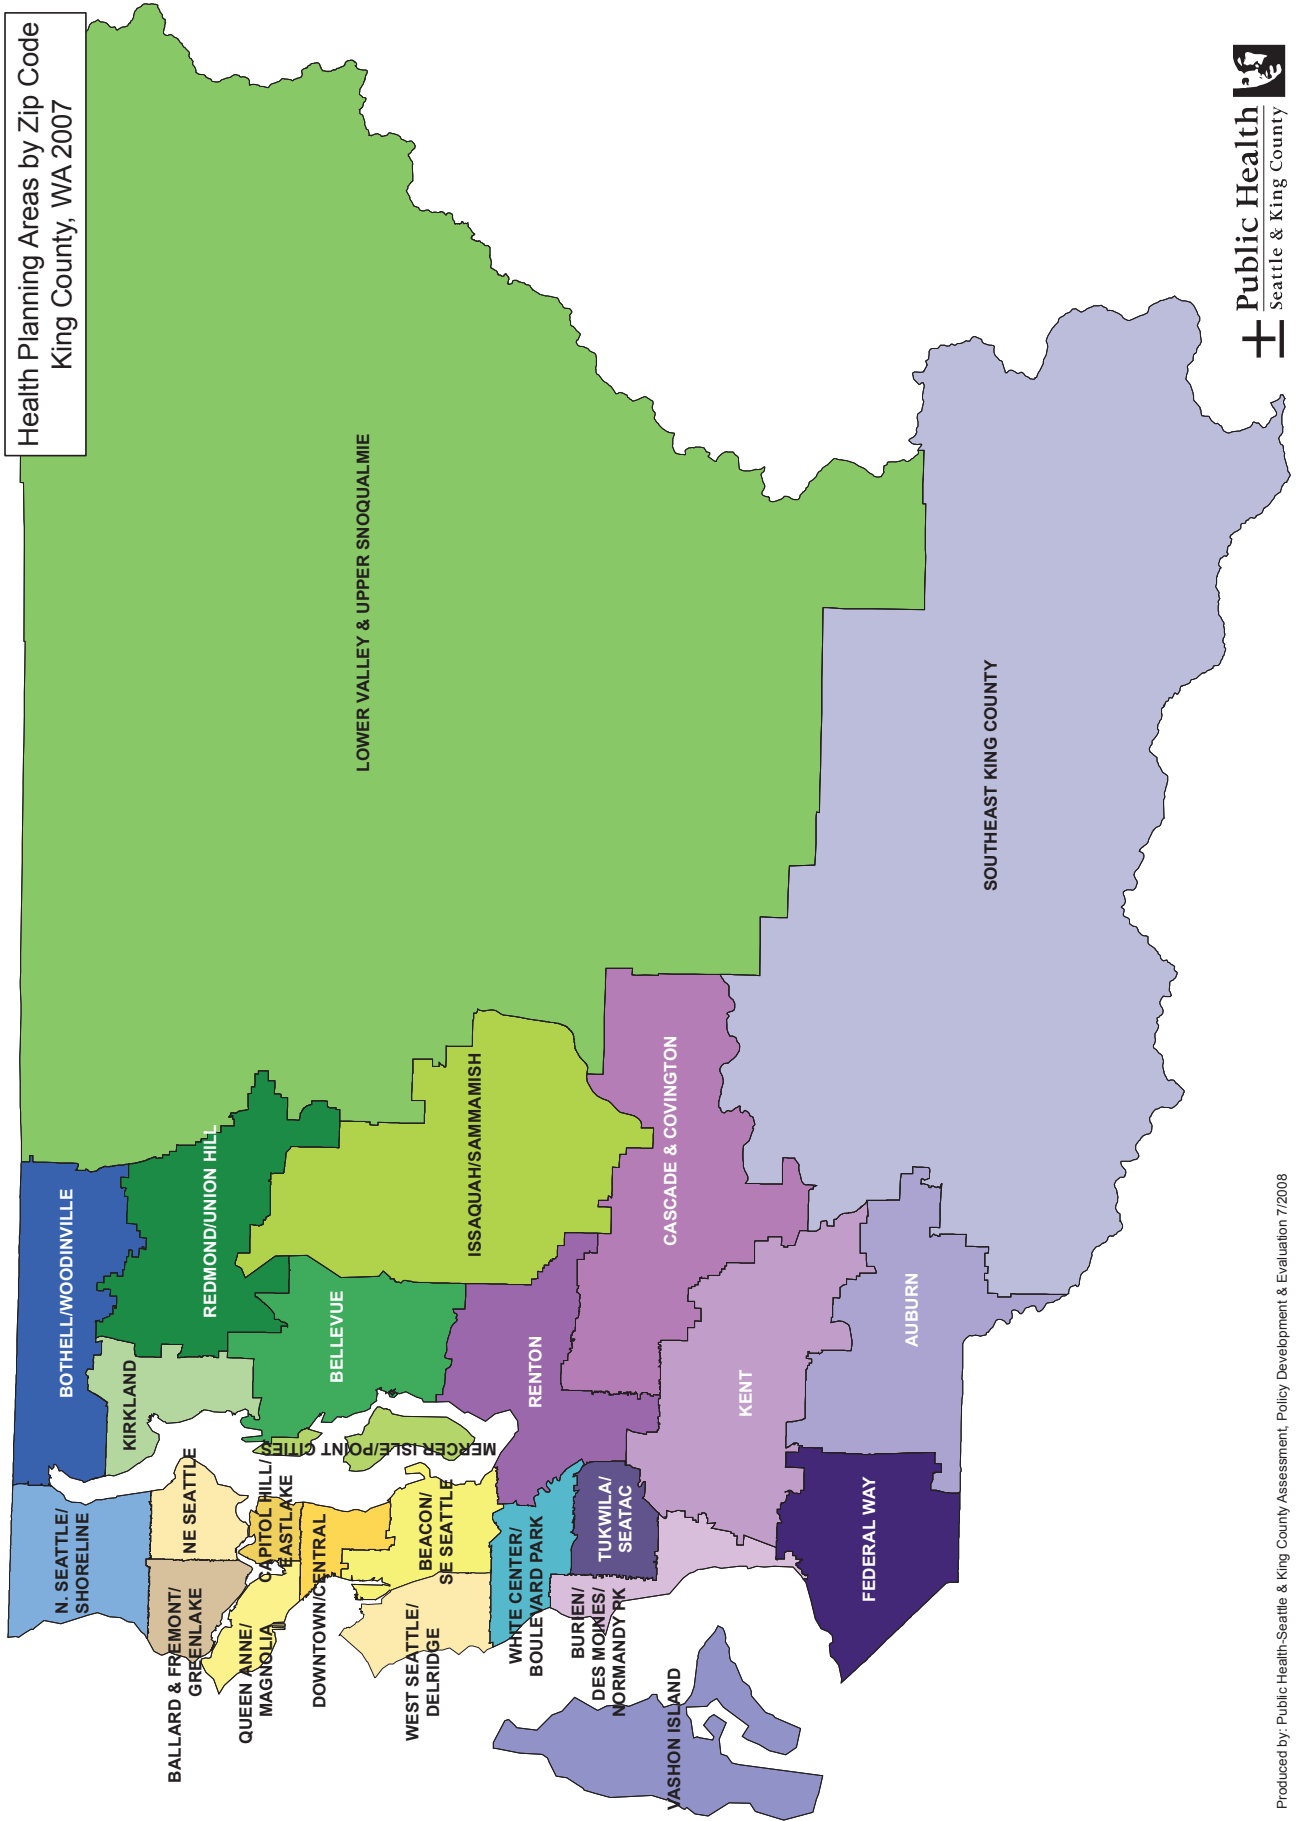 Health Planning Areas by Zip Code
King County, WA 2007
N. SEATTLE/
SHORELINE
BOTHELL/WOODINVILLE
KIRKLAND
REDMOND/UNION HILL
NE SEATTLE
BALLARD & FREMONT/
GREENLAKE
QUEEN ANNE/
MAGNOLIA
CAPITOL HILL/
EASTLAKE
DOWNTOWN/CENTRAL
MERCER ISLE/POINT CITIES
BELLEVUE
LOWER VALLEY & UPPER SNOQUALMIE
ISSAQUAH/SAMMAMISH
WEST SEATTLE/
DELRIDGE
BEACON/
SE SEATTLE
RENTON
WHITE CENTER/
BOULEVARD PARK
BURIEN/
DES MOINES/
NORMANDY PK
TUKWILA/
SEATAC
CASCADE & COVINGTON
VASHON ISLAND
KENT
FEDERAL WAY
AUBURN
SOUTHEAST KING COUNTY
Public Health
Seattle & King County
Produced by: Public Health-Seattle & King County Assessment, Policy Development & Evaluation 7/2008